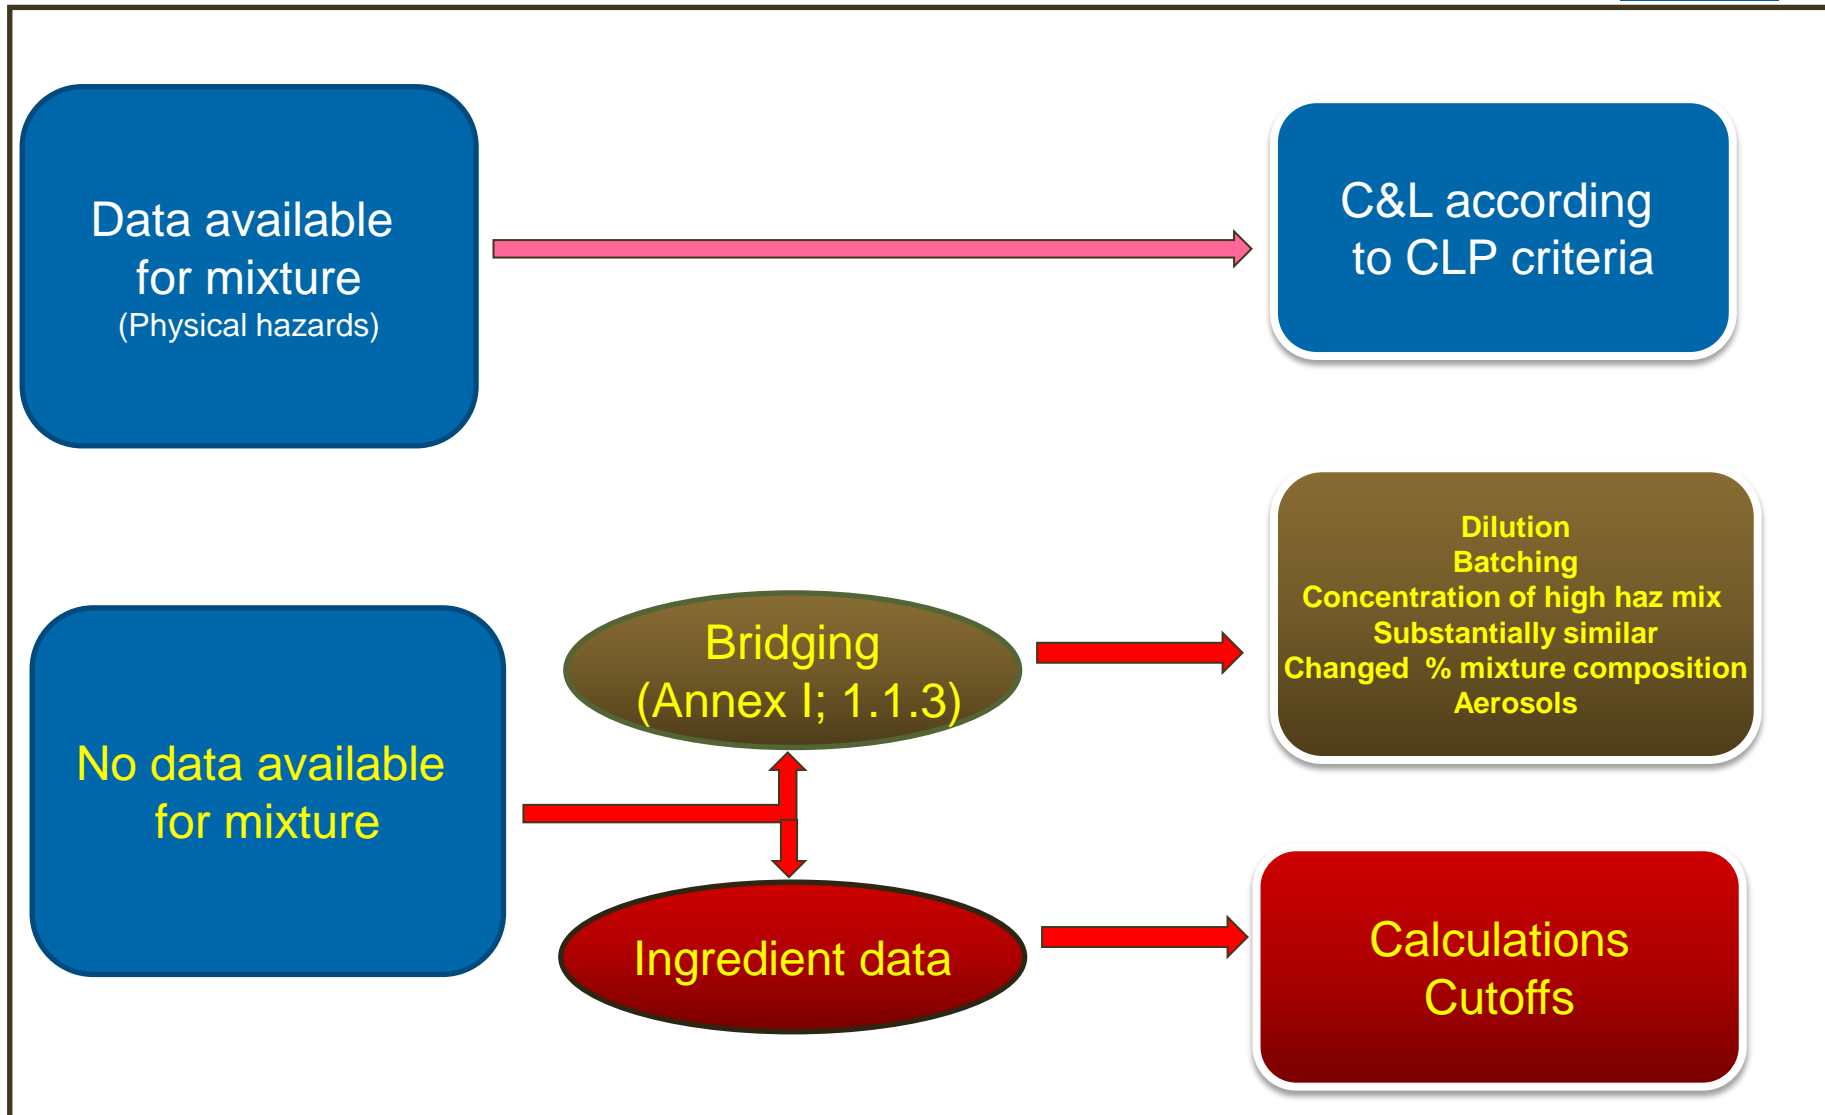 Data available
for mixture
(Physical hazards)
C&L according
to CLP criteria
No data available
for mixture
Bridging
(Annex I; 1.1.3)
Dilution
Batching
Concentration of high haz mix
Substantially similar
Changed % mixture composition
Aerosols
Ingredient data
Calculations
Cutoffs